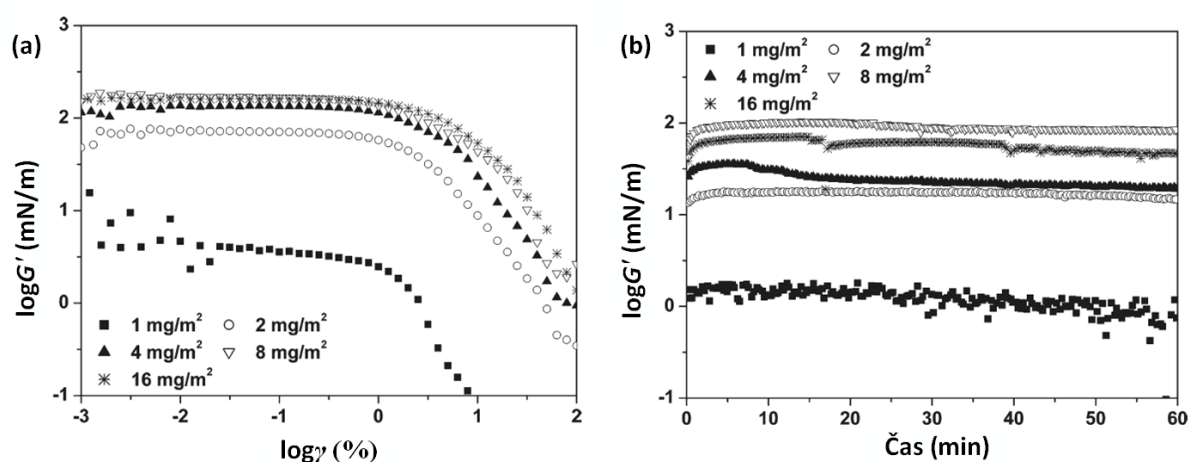 (a)
logG′ (mN/m)
3
2
1
0
-1
1 mg/m² 2 mg/m²
4 mg/m² 8 mg/m²
16 mg/m²
-3 -2 -1 0 1 2
logγ (%)
(b)
logG′ (mN/m)
3
2
1
0
-1
1 mg/m² 2 mg/m²
4 mg/m² 8 mg/m²
16 mg/m²
0 10 20 30 40 50 60
Čas (min)